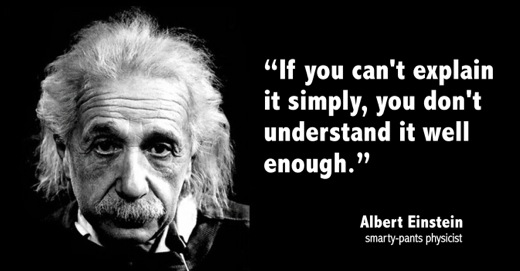 “If you can't explain
it simply, you don't
understand it well
enough.”
Albert Einstein
smarty-pants physicist